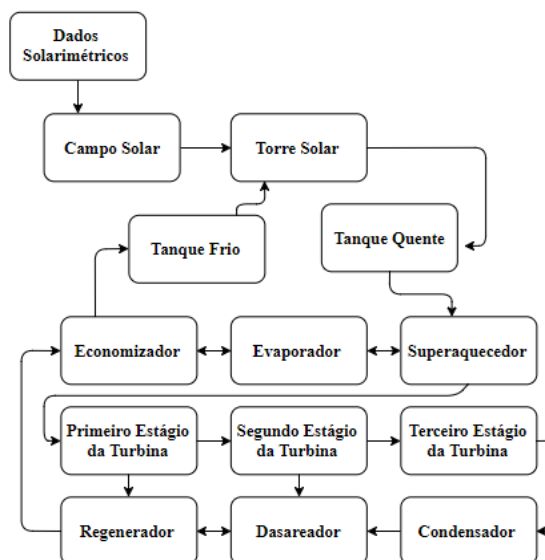 Dados
Solarimétricos
Campo Solar
Torre Solar
Tanque Frio
Tanque Quente
Economizador
Evaporador
Superaquecedor
Primeiro Estágio
da Turbina
Segundo Estágio
da Turbina
Terceiro Estágio
da Turbina
Regenerador
Dasareador
Condensador